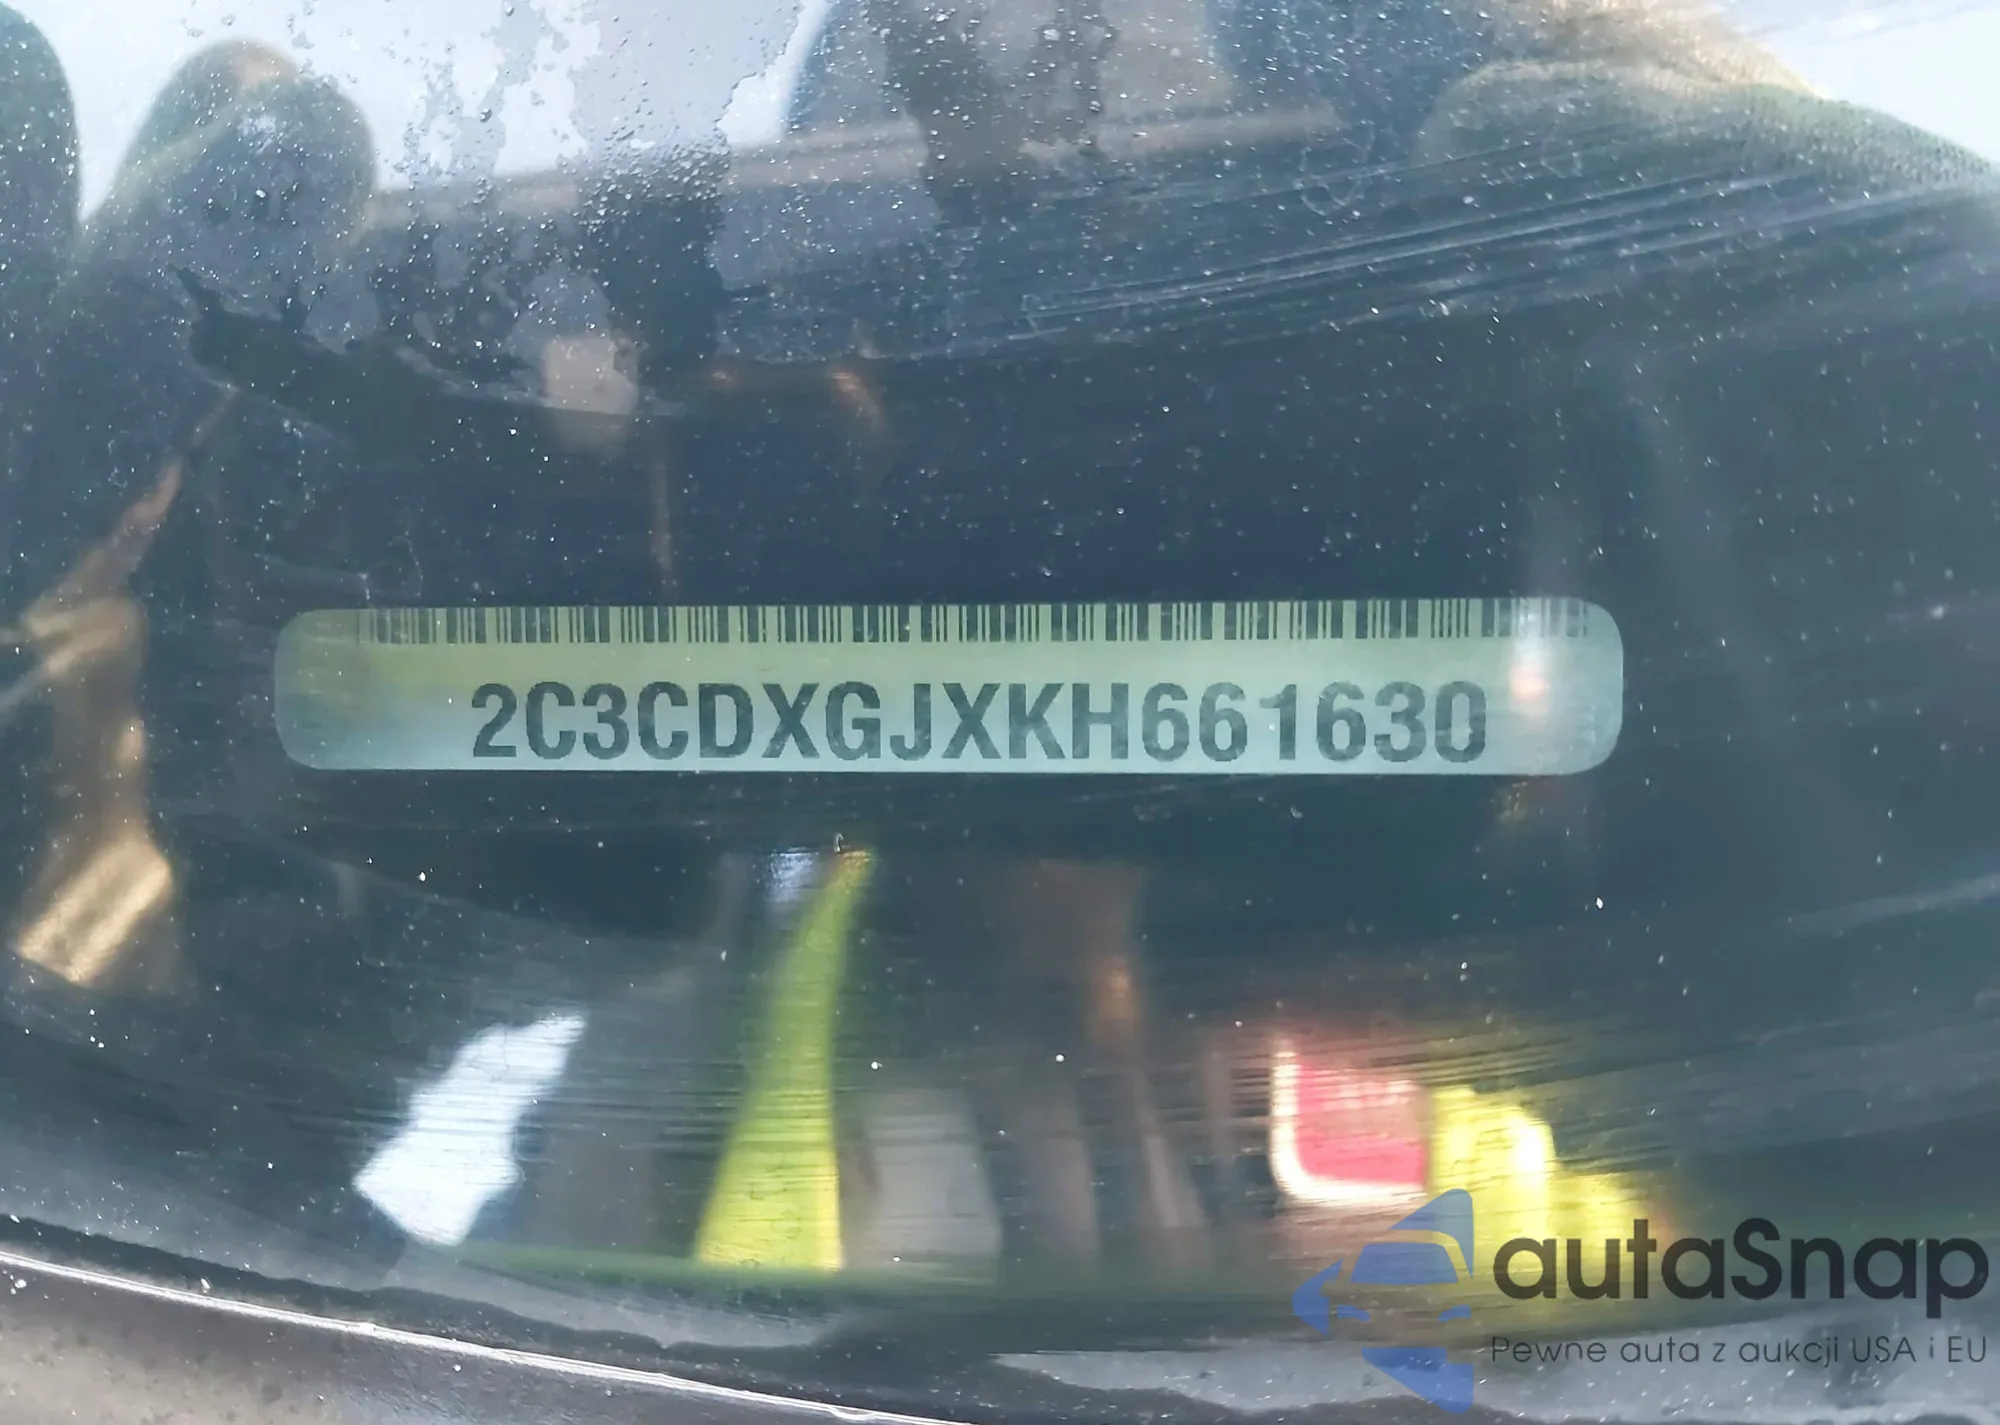 2C3CDXGJXKH661630
autaSnap
Pewne auta z aukcji USA i EU